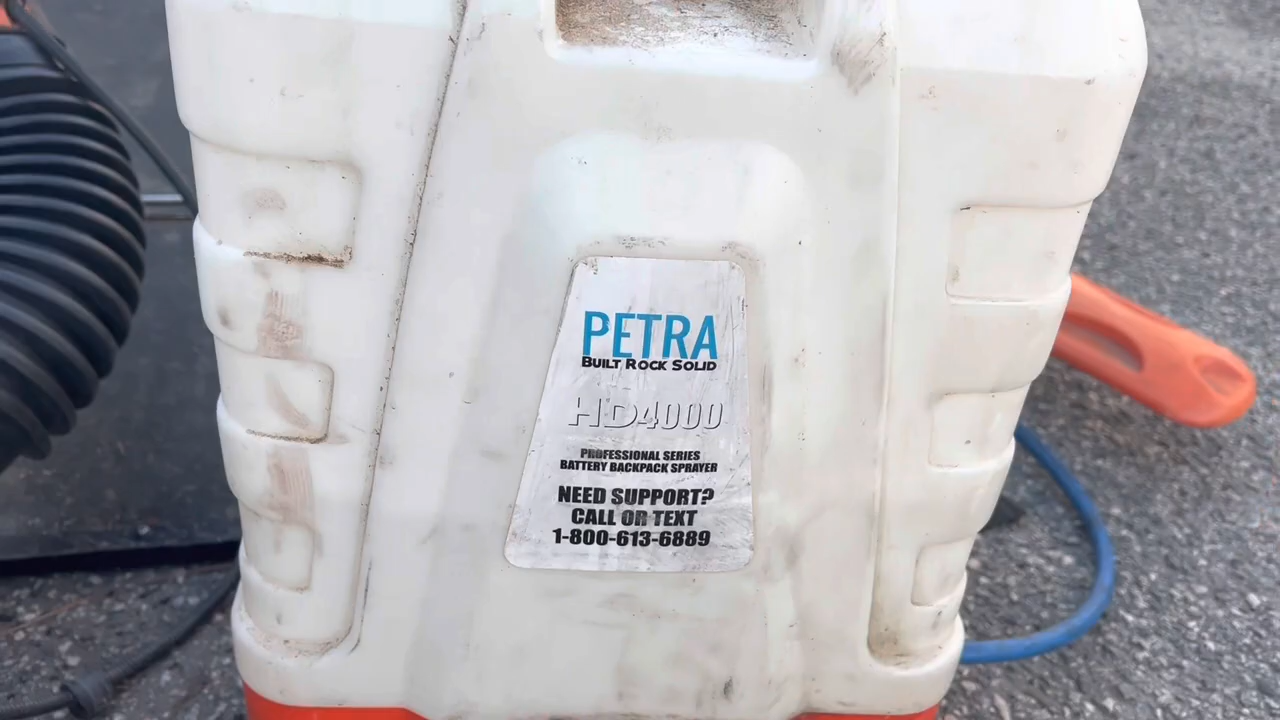 PETRA
BUILT ROCK SOLID
HD4000
PROFESSIONAL SERIES
BATTERY BACKPACK SPRAYER
NEED SUPPORT?
CALL OR TEXT
1-800-613-6889